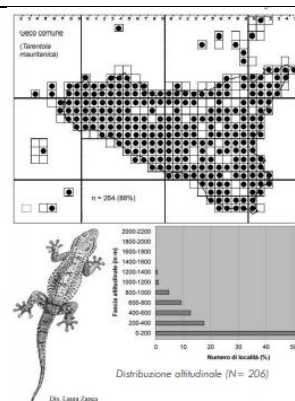 Geco comune
(Tarentola
mauritanica)
n = 264 (88%)
Fascia altitudinale (in m)
2000-2200
1800-2000
1600-1800
1400-1600
1200-1400
1000-1200
800-1000
600-800
400-600
200-400
0-200
0 10 20 30 40 50
Numero di località (%)
Distribuzione altitudinale (N= 206)
Dis. Laura Zanca